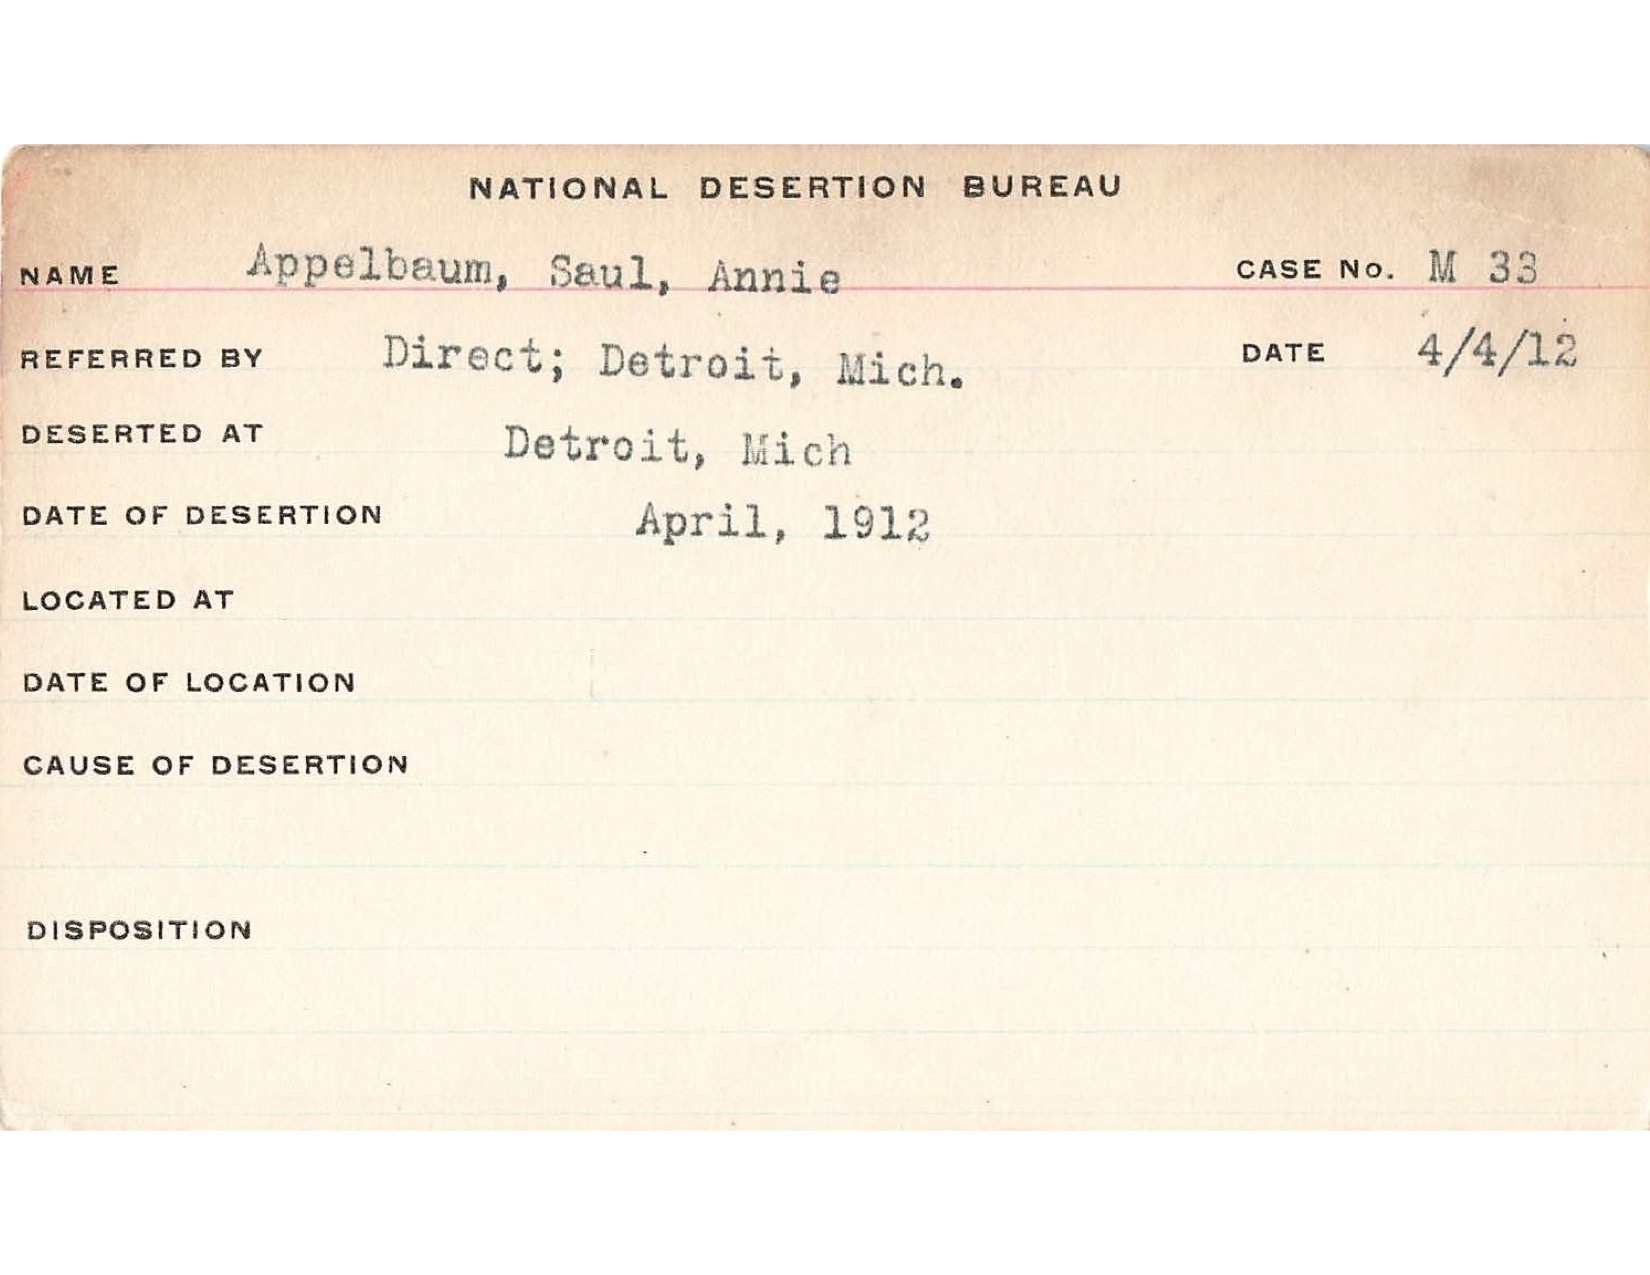 NATIONAL DESERTION BUREAU
NAME Appelbaum, Saul, Annie CASE No. M 33
REFERRED BY Direct; Detroit, Mich. DATE 4/4/12
DESERTED AT Detroit, Mich
DATE OF DESERTION April, 1912
LOCATED AT
DATE OF LOCATION
CAUSE OF DESERTION
DISPOSITION